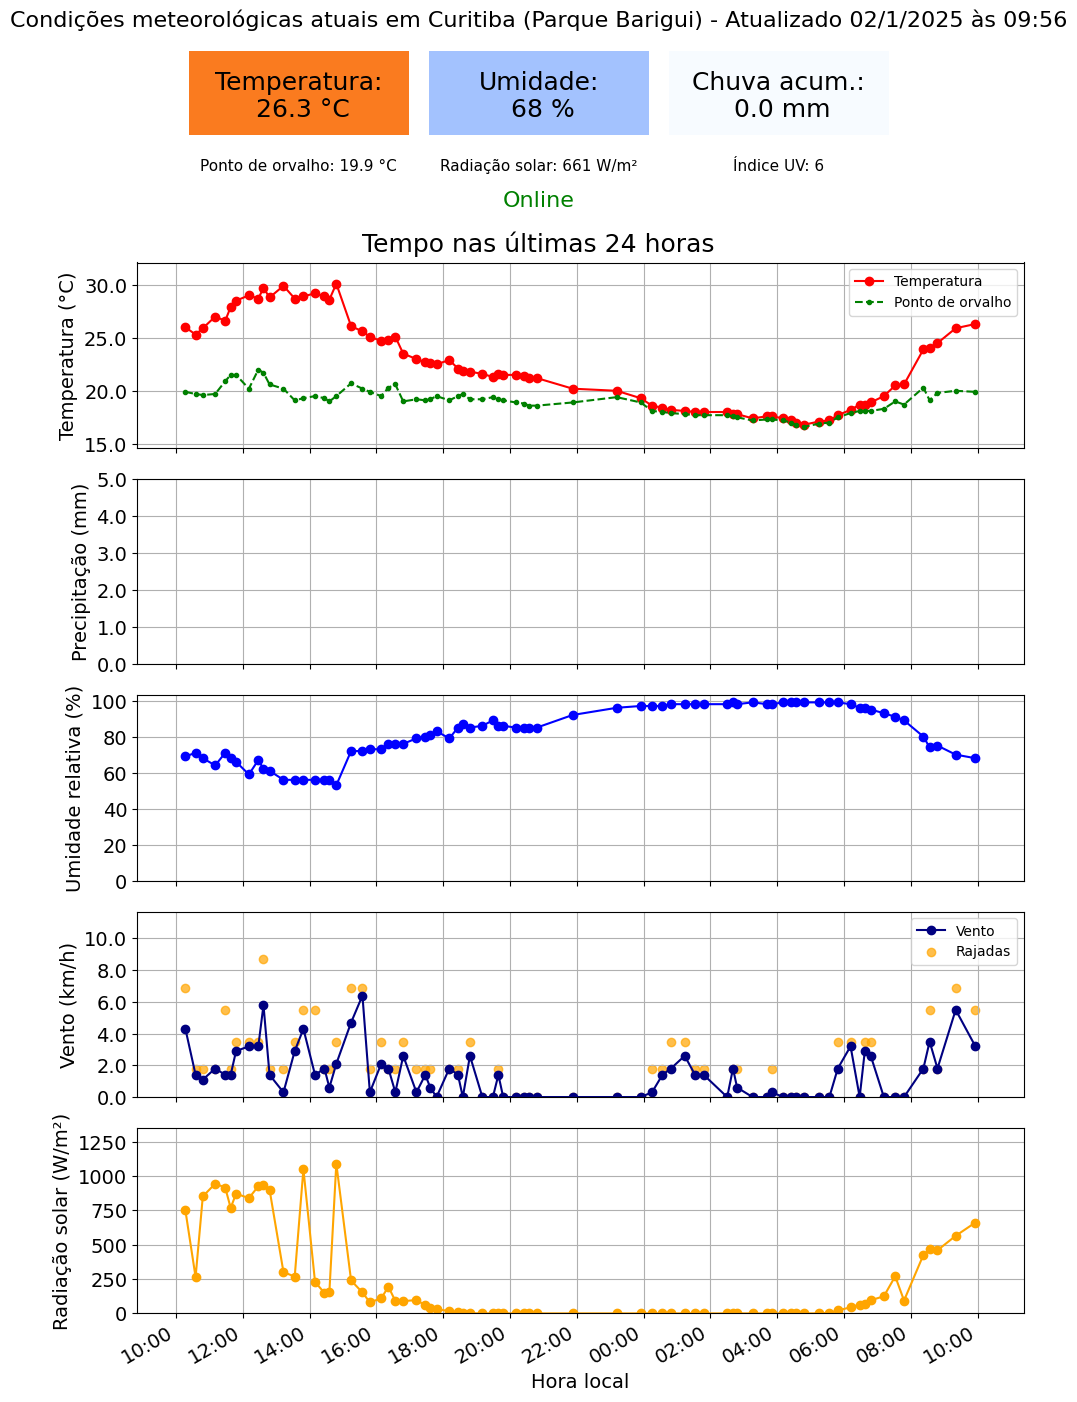 Condições meteorológicas atuais em Curitiba (Parque Barigui) - Atualizado 02/1/2025 às 09:56
Temperatura:
26.3 °C
Umidade:
68 %
Chuva acum.:
0.0 mm
Ponto de orvalho: 19.9 °C
Radiação solar: 661 W/m²
Índice UV: 6
Online
Tempo nas últimas 24 horas
Temperatura (°C)
30.0
25.0
20.0
15.0
Temperatura
Ponto de orvalho
Precipitação (mm)
5.0
4.0
3.0
2.0
1.0
0.0
Umidade relativa (%)
100
80
60
40
20
0
Vento (km/h)
10.0
8.0
6.0
4.0
2.0
0.0
Vento
Rajadas
Radiação solar (W/m²)
1250
1000
750
500
250
0
10:00 12:00 14:00 16:00 18:00 20:00 22:00 00:00 02:00 04:00 06:00 08:00 10:00
Hora local